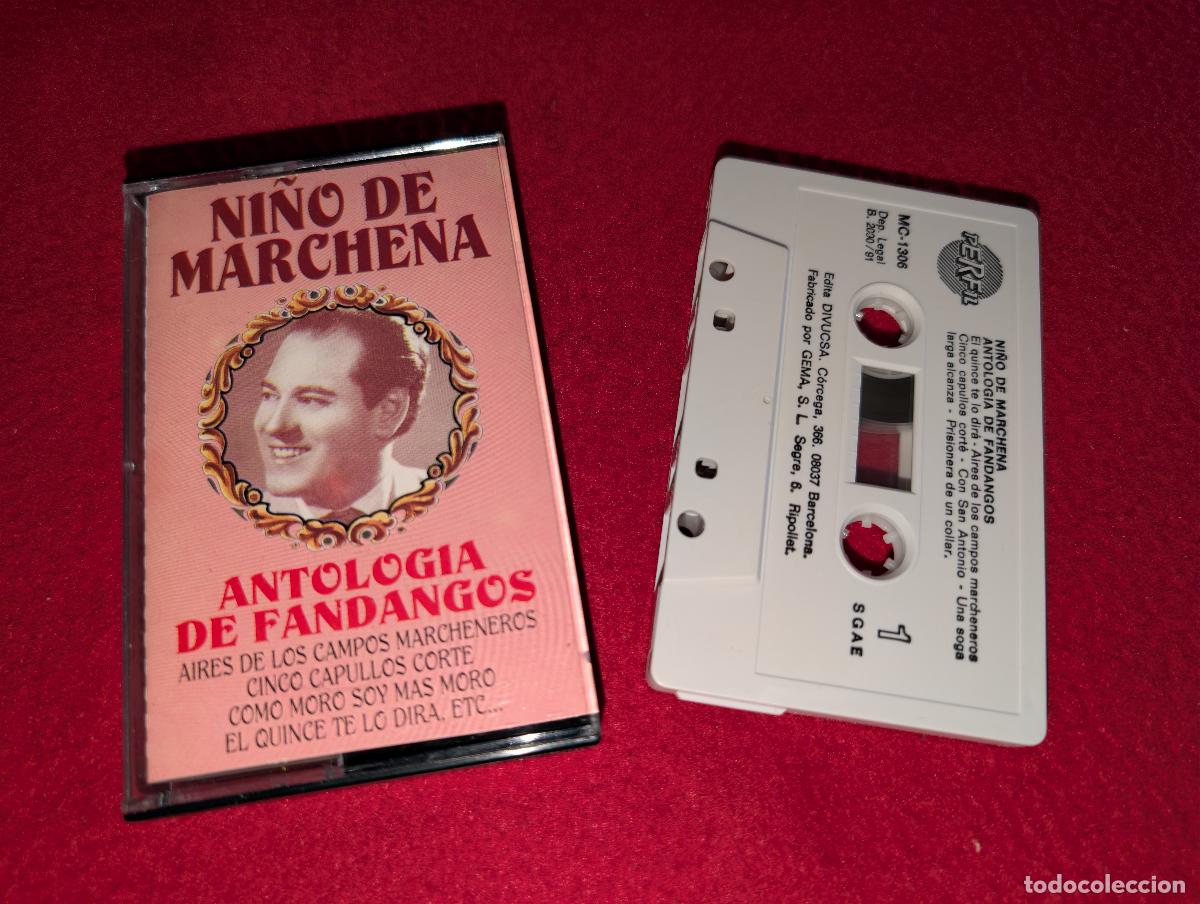 NIÑO DE
MARCHENA
ANTOLOGIA
DE FANDANGOS
AIRES DE LOS CAMPOS MARCHENEROS
CINCO CAPULLOS CORTE
COMO MORO SOY MAS MORO
EL QUINCE TE LO DIRA, ETC...
PERFIL
MC-1306
Dep. Legal
B. 2030/91
NIÑO DE MARCHENA
ANTOLOGIA DE FANDANGOS
El quince te lo dirá - Aires de los campos marcheneros
Cinco capullos corté - Con San Antonio - Una soga
larga alcanza - Prisionera de un collar.
1
SGAE
Edita DIVUCSA. Córcega, 366. 08037 Barcelona.
Fabricado por GEMA, S. L. Segre, 6. Ripollet.
todocoleccion